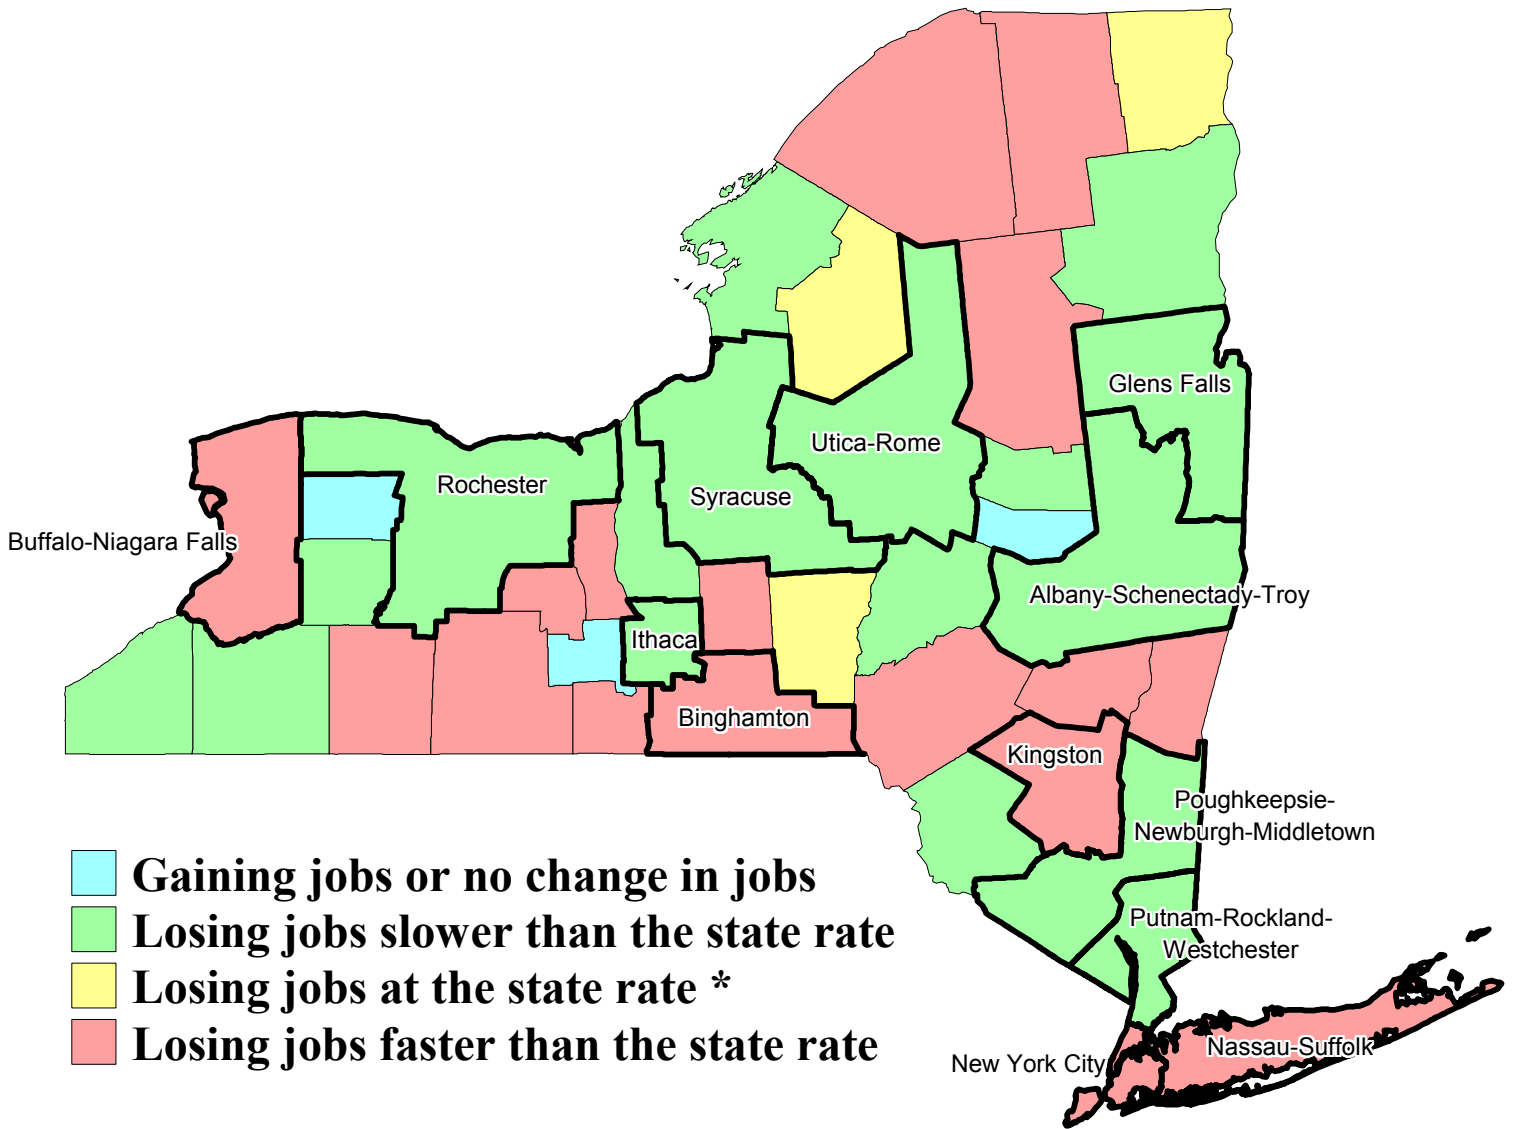 Glens Falls
Utica-Rome
Rochester
Syracuse
Buffalo-Niagara Falls
Albany-Schenectady-Troy
Ithaca
Binghamton
Kingston
Poughkeepsie-
Newburgh-Middletown
Putnam-Rockland-
Westchester
Nassau-Suffolk
New York City
Gaining jobs or no change in jobs
Losing jobs slower than the state rate
Losing jobs at the state rate *
Losing jobs faster than the state rate